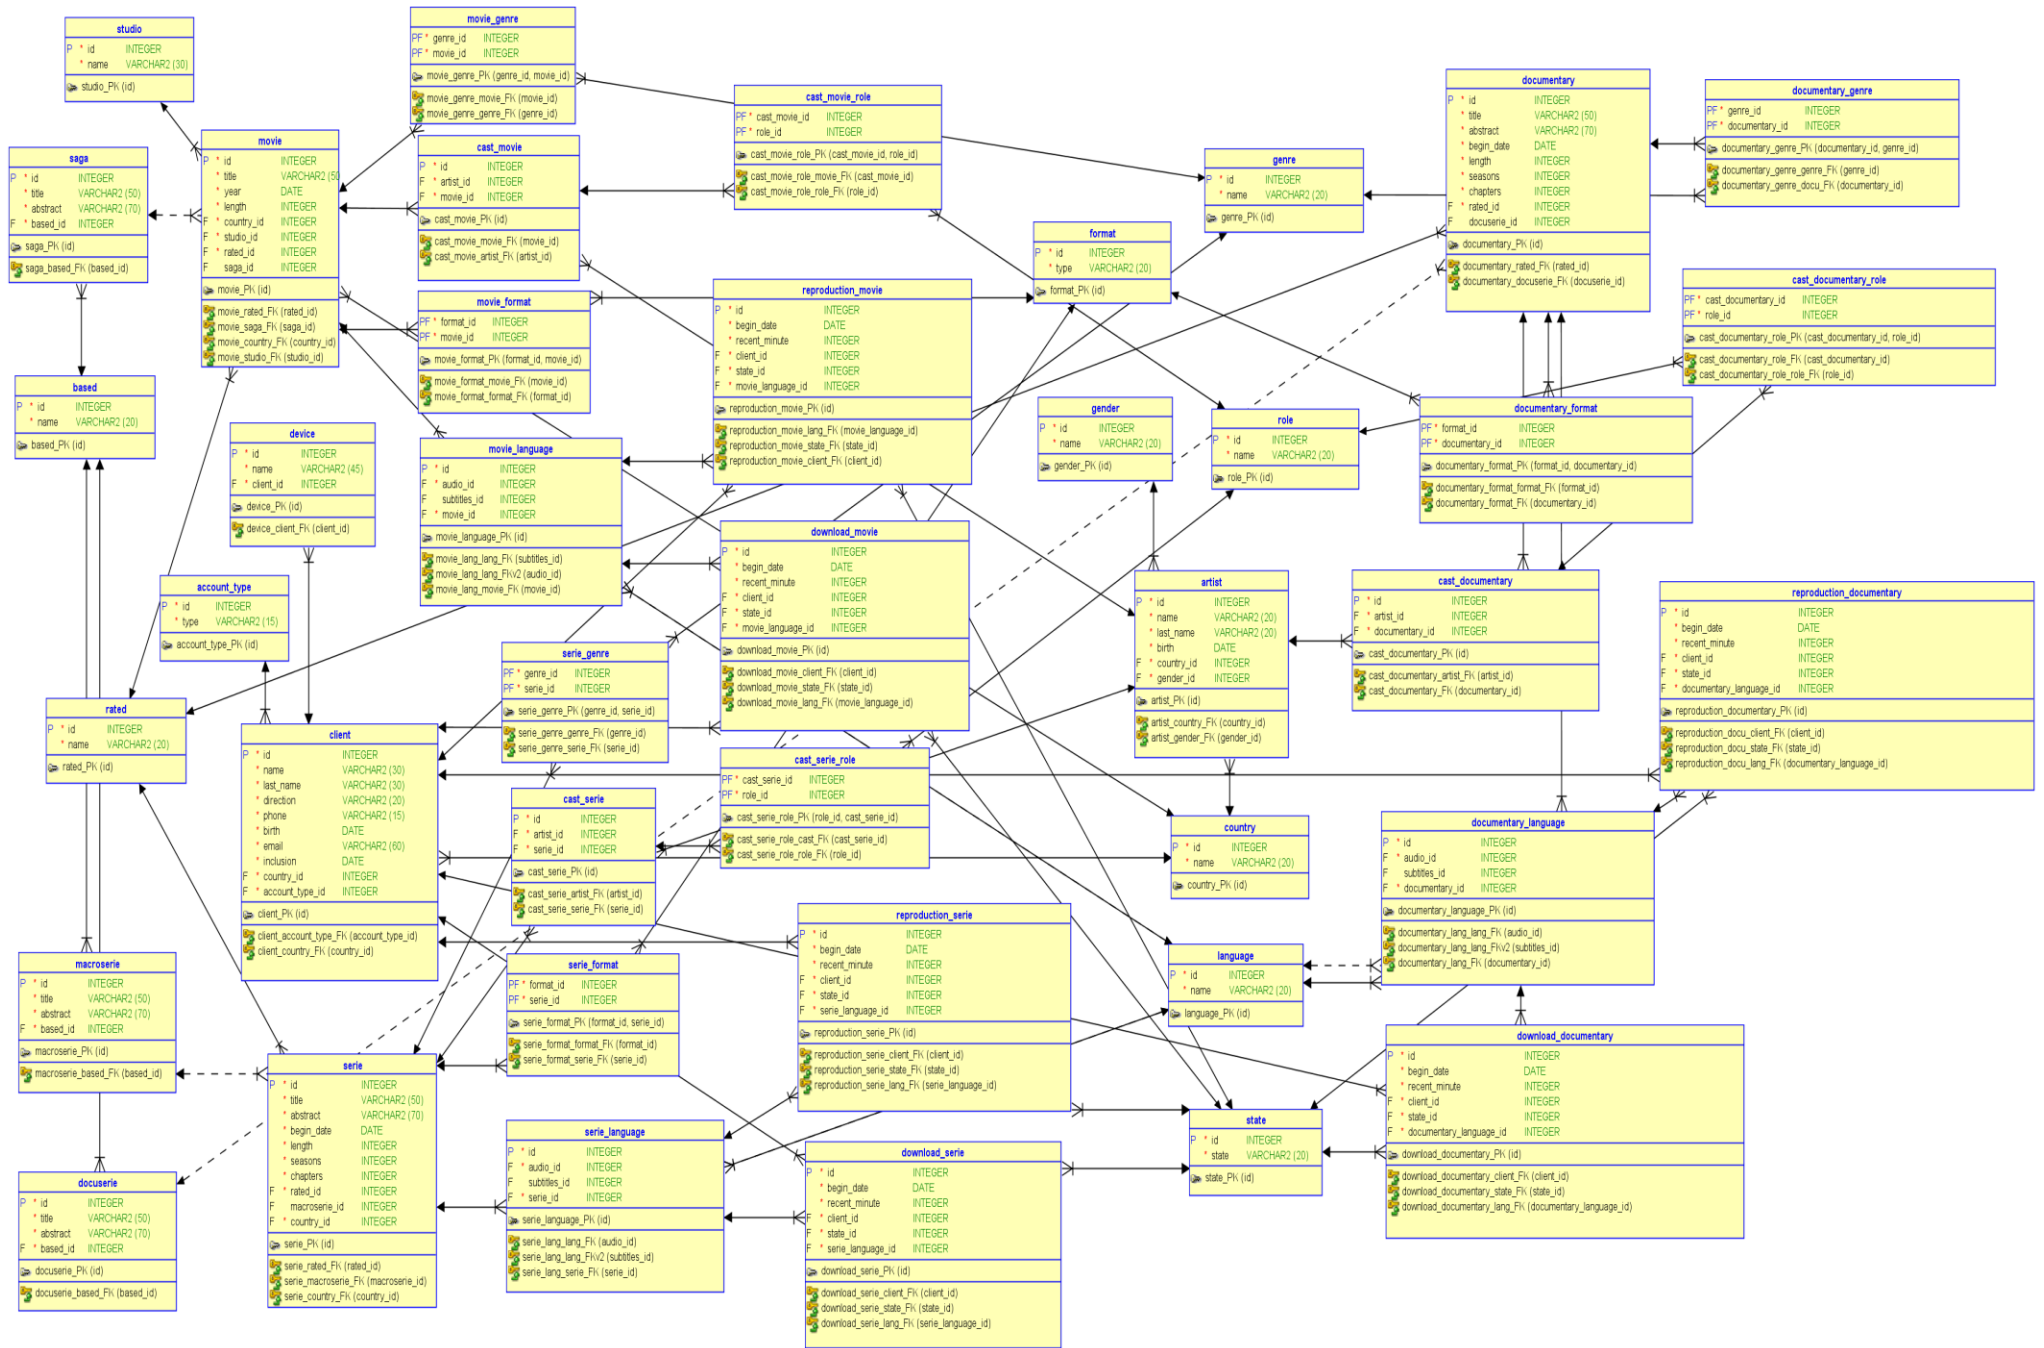 studio
P * id INTEGER
* name VARCHAR2 (30)
studio_PK (id)
saga
P * id INTEGER
* title VARCHAR2 (50)
* abstract VARCHAR2 (70)
F * based_id INTEGER
saga_PK (id)
saga_based_FK (based_id)
movie
P * id INTEGER
* title VARCHAR2 (50
* year DATE
* length INTEGER
F * country_id INTEGER
F * studio_id INTEGER
F * rated_id INTEGER
F saga_id INTEGER
movie_PK (id)
movie_rated_FK (rated_id)
movie_saga_FK (saga_id)
movie_country_FK (country_id)
movie_studio_FK (studio_id)
movie_genre
PF * genre_id INTEGER
PF * movie_id INTEGER
movie_genre_PK (genre_id, movie_id)
movie_genre_movie_FK (movie_id)
movie_genre_genre_FK (genre_id)
cast_movie
P * id INTEGER
F * artist_id INTEGER
F * movie_id INTEGER
cast_movie_PK (id)
cast_movie_movie_FK (movie_id)
cast_movie_artist_FK (artist_id)
cast_movie_role
PF * cast_movie_id INTEGER
PF * role_id INTEGER
cast_movie_role_PK (cast_movie_id, role_id)
cast_movie_role_movie_FK (cast_movie_id)
cast_movie_role_role_FK (role_id)
genre
P * id INTEGER
* name VARCHAR2 (20)
genre_PK (id)
documentary
P * id INTEGER
* title VARCHAR2 (50)
* abstract VARCHAR2 (70)
* begin_date DATE
* length INTEGER
* seasons INTEGER
* chapters INTEGER
F * rated_id INTEGER
F docuserie_id INTEGER
documentary_PK (id)
documentary_rated_FK (rated_id)
documentary_docuserie_FK (docuserie_id)
documentary_genre
PF * genre_id INTEGER
PF * documentary_id INTEGER
documentary_genre_PK (documentary_id, genre_id)
documentary_genre_genre_FK (genre_id)
documentary_genre_docu_FK (documentary_id)
format
P * id INTEGER
* type VARCHAR2 (20)
format_PK (id)
cast_documentary_role
PF * cast_documentary_id INTEGER
PF * role_id INTEGER
cast_documentary_role_PK (cast_documentary_id, role_id)
cast_documentary_role_FK (cast_documentary_id)
cast_documentary_role_role_FK (role_id)
movie_format
PF * format_id INTEGER
PF * movie_id INTEGER
movie_format_PK (format_id, movie_id)
movie_format_movie_FK (movie_id)
movie_format_format_FK (format_id)
reproduction_movie
P * id INTEGER
* begin_date DATE
* recent_minute INTEGER
F * client_id INTEGER
F * state_id INTEGER
F * movie_language_id INTEGER
reproduction_movie_PK (id)
reproduction_movie_lang_FK (movie_language_id)
reproduction_movie_state_FK (state_id)
reproduction_movie_client_FK (client_id)
based
P * id INTEGER
* name VARCHAR2 (20)
based_PK (id)
device
P * id INTEGER
* name VARCHAR2 (45)
F * client_id INTEGER
device_PK (id)
device_client_FK (client_id)
movie_language
P * id INTEGER
F * audio_id INTEGER
F subtitles_id INTEGER
F * movie_id INTEGER
movie_language_PK (id)
movie_lang_lang_FK (subtitles_id)
movie_lang_lang_FKv2 (audio_id)
movie_lang_movie_FK (movie_id)
gender
P * id INTEGER
* name VARCHAR2 (20)
gender_PK (id)
role
P * id INTEGER
* name VARCHAR2 (20)
role_PK (id)
documentary_format
PF * format_id INTEGER
PF * documentary_id INTEGER
documentary_format_PK (format_id, documentary_id)
documentary_format_format_FK (format_id)
documentary_format_FK (documentary_id)
account_type
P * id INTEGER
* type VARCHAR2 (15)
account_type_PK (id)
download_movie
P * id INTEGER
* begin_date DATE
* recent_minute INTEGER
F * client_id INTEGER
F * state_id INTEGER
F * movie_language_id INTEGER
download_movie_PK (id)
download_movie_client_FK (client_id)
download_movie_state_FK (state_id)
download_movie_lang_FK (movie_language_id)
artist
P * id INTEGER
* name VARCHAR2 (20)
* last_name VARCHAR2 (20)
* birth DATE
F * country_id INTEGER
F * gender_id INTEGER
artist_PK (id)
artist_country_FK (country_id)
artist_gender_FK (gender_id)
cast_documentary
P * id INTEGER
F * artist_id INTEGER
F * documentary_id INTEGER
cast_documentary_PK (id)
cast_documentary_artist_FK (artist_id)
cast_documentary_FK (documentary_id)
reproduction_documentary
P * id INTEGER
* begin_date DATE
* recent_minute INTEGER
F * client_id INTEGER
F * state_id INTEGER
F * documentary_language_id INTEGER
reproduction_documentary_PK (id)
reproduction_docu_client_FK (client_id)
reproduction_docu_state_FK (state_id)
reproduction_docu_lang_FK (documentary_language_id)
rated
P * id INTEGER
* name VARCHAR2 (20)
rated_PK (id)
client
P * id INTEGER
* name VARCHAR2 (30)
* last_name VARCHAR2 (30)
* direction VARCHAR2 (20)
* phone VARCHAR2 (15)
* birth DATE
* email VARCHAR2 (60)
* inclusion DATE
F * country_id INTEGER
F * account_type_id INTEGER
client_PK (id)
client_account_type_FK (account_type_id)
client_country_FK (country_id)
serie_genre
PF * genre_id INTEGER
PF * serie_id INTEGER
serie_genre_PK (genre_id, serie_id)
serie_genre_genre_FK (genre_id)
serie_genre_serie_FK (serie_id)
cast_serie_role
PF * cast_serie_id INTEGER
PF * role_id INTEGER
cast_serie_role_PK (role_id, cast_serie_id)
cast_serie_role_cast_FK (cast_serie_id)
cast_serie_role_role_FK (role_id)
cast_serie
P * id INTEGER
F * artist_id INTEGER
F * serie_id INTEGER
cast_serie_PK (id)
cast_serie_artist_FK (artist_id)
cast_serie_serie_FK (serie_id)
country
P * id INTEGER
* name VARCHAR2 (20)
country_PK (id)
documentary_language
P * id INTEGER
F * audio_id INTEGER
F subtitles_id INTEGER
F * documentary_id INTEGER
documentary_language_PK (id)
documentary_lang_lang_FK (audio_id)
documentary_lang_lang_FKv2 (subtitles_id)
documentary_lang_FK (documentary_id)
macroserie
P * id INTEGER
* title VARCHAR2 (50)
* abstract VARCHAR2 (70)
F * based_id INTEGER
macroserie_PK (id)
macroserie_based_FK (based_id)
serie_format
PF * format_id INTEGER
PF * serie_id INTEGER
serie_format_PK (format_id, serie_id)
serie_format_format_FK (format_id)
serie_format_serie_FK (serie_id)
reproduction_serie
P * id INTEGER
* begin_date DATE
* recent_minute INTEGER
F * client_id INTEGER
F * state_id INTEGER
F * serie_language_id INTEGER
reproduction_serie_PK (id)
reproduction_serie_client_FK (client_id)
reproduction_serie_state_FK (state_id)
reproduction_serie_lang_FK (serie_language_id)
language
P * id INTEGER
* name VARCHAR2 (20)
language_PK (id)
download_documentary
P * id INTEGER
* begin_date DATE
* recent_minute INTEGER
F * client_id INTEGER
F * state_id INTEGER
F * documentary_language_id INTEGER
download_documentary_PK (id)
download_documentary_client_FK (client_id)
download_documentary_state_FK (state_id)
download_documentary_lang_FK (documentary_language_id)
serie
P * id INTEGER
* title VARCHAR2 (50)
* abstract VARCHAR2 (70)
* begin_date DATE
* length INTEGER
* seasons INTEGER
* chapters INTEGER
F * rated_id INTEGER
F macroserie_id INTEGER
F * country_id INTEGER
serie_PK (id)
serie_rated_FK (rated_id)
serie_macroserie_FK (macroserie_id)
serie_country_FK (country_id)
docuserie
P * id INTEGER
* title VARCHAR2 (50)
* abstract VARCHAR2 (70)
F * based_id INTEGER
docuserie_PK (id)
docuserie_based_FK (based_id)
serie_language
P * id INTEGER
F * audio_id INTEGER
F subtitles_id INTEGER
F * serie_id INTEGER
serie_language_PK (id)
serie_lang_lang_FK (audio_id)
serie_lang_lang_FKv2 (subtitles_id)
serie_lang_serie_FK (serie_id)
download_serie
P * id INTEGER
* begin_date DATE
* recent_minute INTEGER
F * client_id INTEGER
F * state_id INTEGER
F * serie_language_id INTEGER
download_serie_PK (id)
download_serie_client_FK (client_id)
download_serie_state_FK (state_id)
download_serie_lang_FK (serie_language_id)
state
P * id INTEGER
* state VARCHAR2 (20)
state_PK (id)